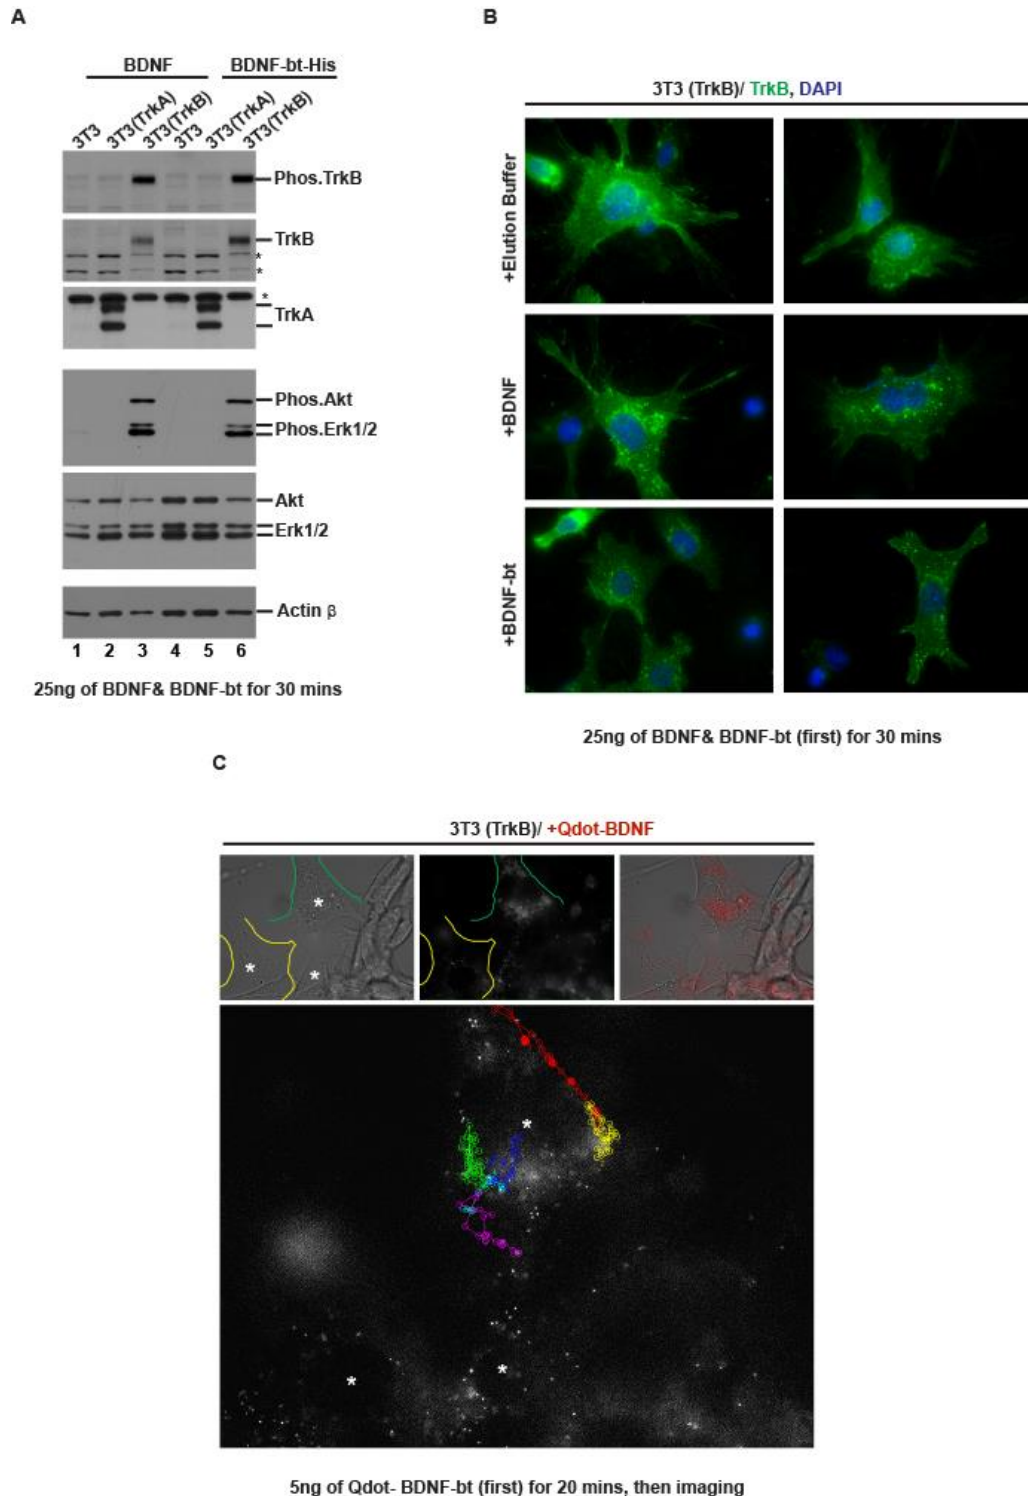 A
BDNF BDNF-bt-His
3T3 3T3(TrkA) 3T3(TrkB) 3T3 3T3(TrkA) 3T3(TrkB)
Phos.TrkB
TrkB
*
*
*
TrkA
Phos.Akt
Phos.Erk1/2
Akt
Erk1/2
Actin β
1 2 3 4 5 6
25ng of BDNF& BDNF-bt for 30 mins
B
3T3 (TrkB)/ TrkB, DAPI
+Elution Buffer
+BDNF
+BDNF-bt
25ng of BDNF& BDNF-bt (first) for 30 mins
C
3T3 (TrkB)/ +Qdot-BDNF
*
* *
*
*
*
5ng of Qdot- BDNF-bt (first) for 20 mins, then imaging